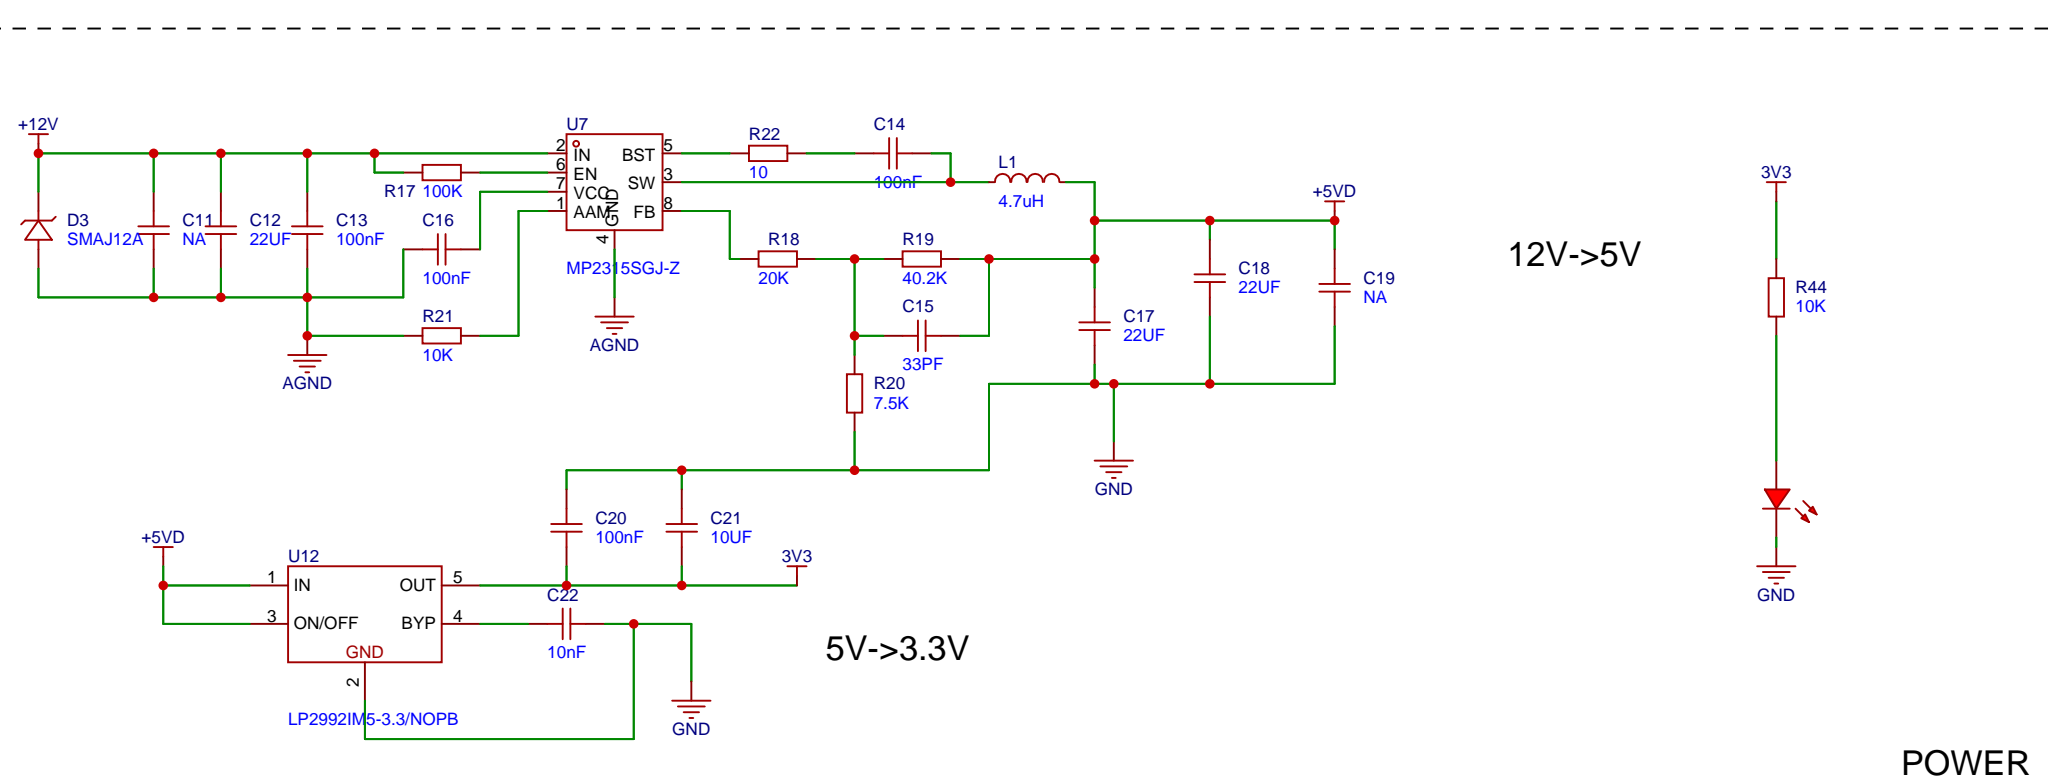 +12V
D3
SMAJ12A
C11
NA
C12
22UF
C13
100nF
R17 100K
C16
100nF
R21
10K
AGND
U7
2 IN
6 EN
7 VCC
1 AAM
BST 5
SW 3
FB 8
GND
4
MP2315SGJ-Z
AGND
R22
10
C14
100nF
L1
4.7uH
R18
20K
R19
40.2K
C15
33PF
R20
7.5K
C17
22UF
C18
22UF
+5VD
C19
NA
GND
12V->5V
3V3
R44
10K
GND
+5VD
U12
1 IN
3 ON/OFF
OUT 5
BYP 4
GND
2
LP2992IM5-3.3/NOPB
C20
100nF
C21
10UF
3V3
C22
10nF
GND
5V->3.3V
POWER